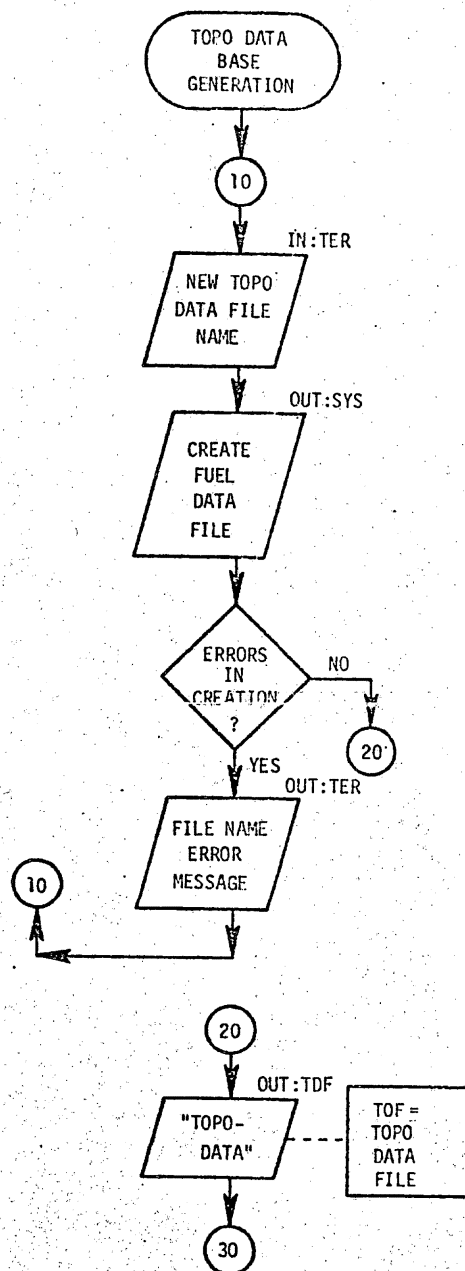 TOPO DATA
BASE
GENERATION
10
IN:TER
NEW TOPO
DATA FILE
NAME
OUT:SYS
CREATE
FUEL
DATA
FILE
ERRORS
IN
CREATION
?
NO
20
YES
OUT:TER
FILE NAME
ERROR
MESSAGE
10
20
OUT:TDF
"TOPO-
DATA"
TOF =
TOPO
DATA
FILE
30